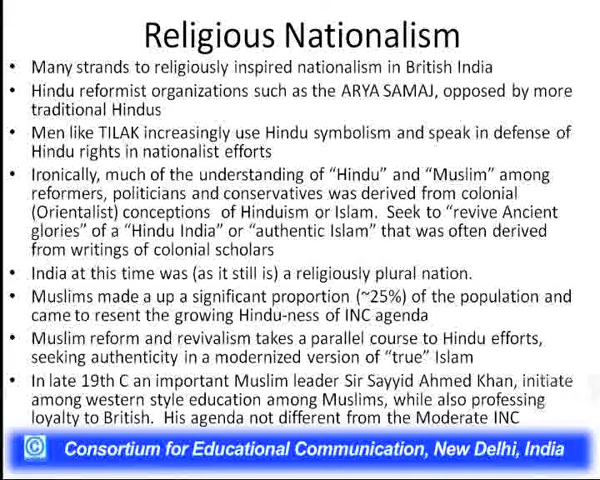 Religious Nationalism
• Many strands to religiously inspired nationalism in British India
• Hindu reformist organizations such as the ARYA SAMAJ, opposed by more
traditional Hindus
• Men like TILAK increasingly use Hindu symbolism and speak in defense of
Hindu rights in nationalist efforts
• Ironically, much of the understanding of “Hindu” and “Muslim” among
reformers, politicians and conservatives was derived from colonial
(Orientalist) conceptions of Hinduism or Islam. Seek to “revive Ancient
glories” of a “Hindu India” or “authentic Islam” that was often derived
from writings of colonial scholars
• India at this time was (as it still is) a religiously plural nation.
• Muslims made a up a significant proportion (~25%) of the population and
came to resent the growing Hindu-ness of INC agenda
• Muslim reform and revivalism takes a parallel course to Hindu efforts,
seeking authenticity in a modernized version of “true” Islam
• In late 19th C an important Muslim leader Sir Sayyid Ahmed Khan, initiate
among western style education among Muslims, while also professing
loyalty to British. His agenda not different from the Moderate INC
© Consortium for Educational Communication, New Delhi, India